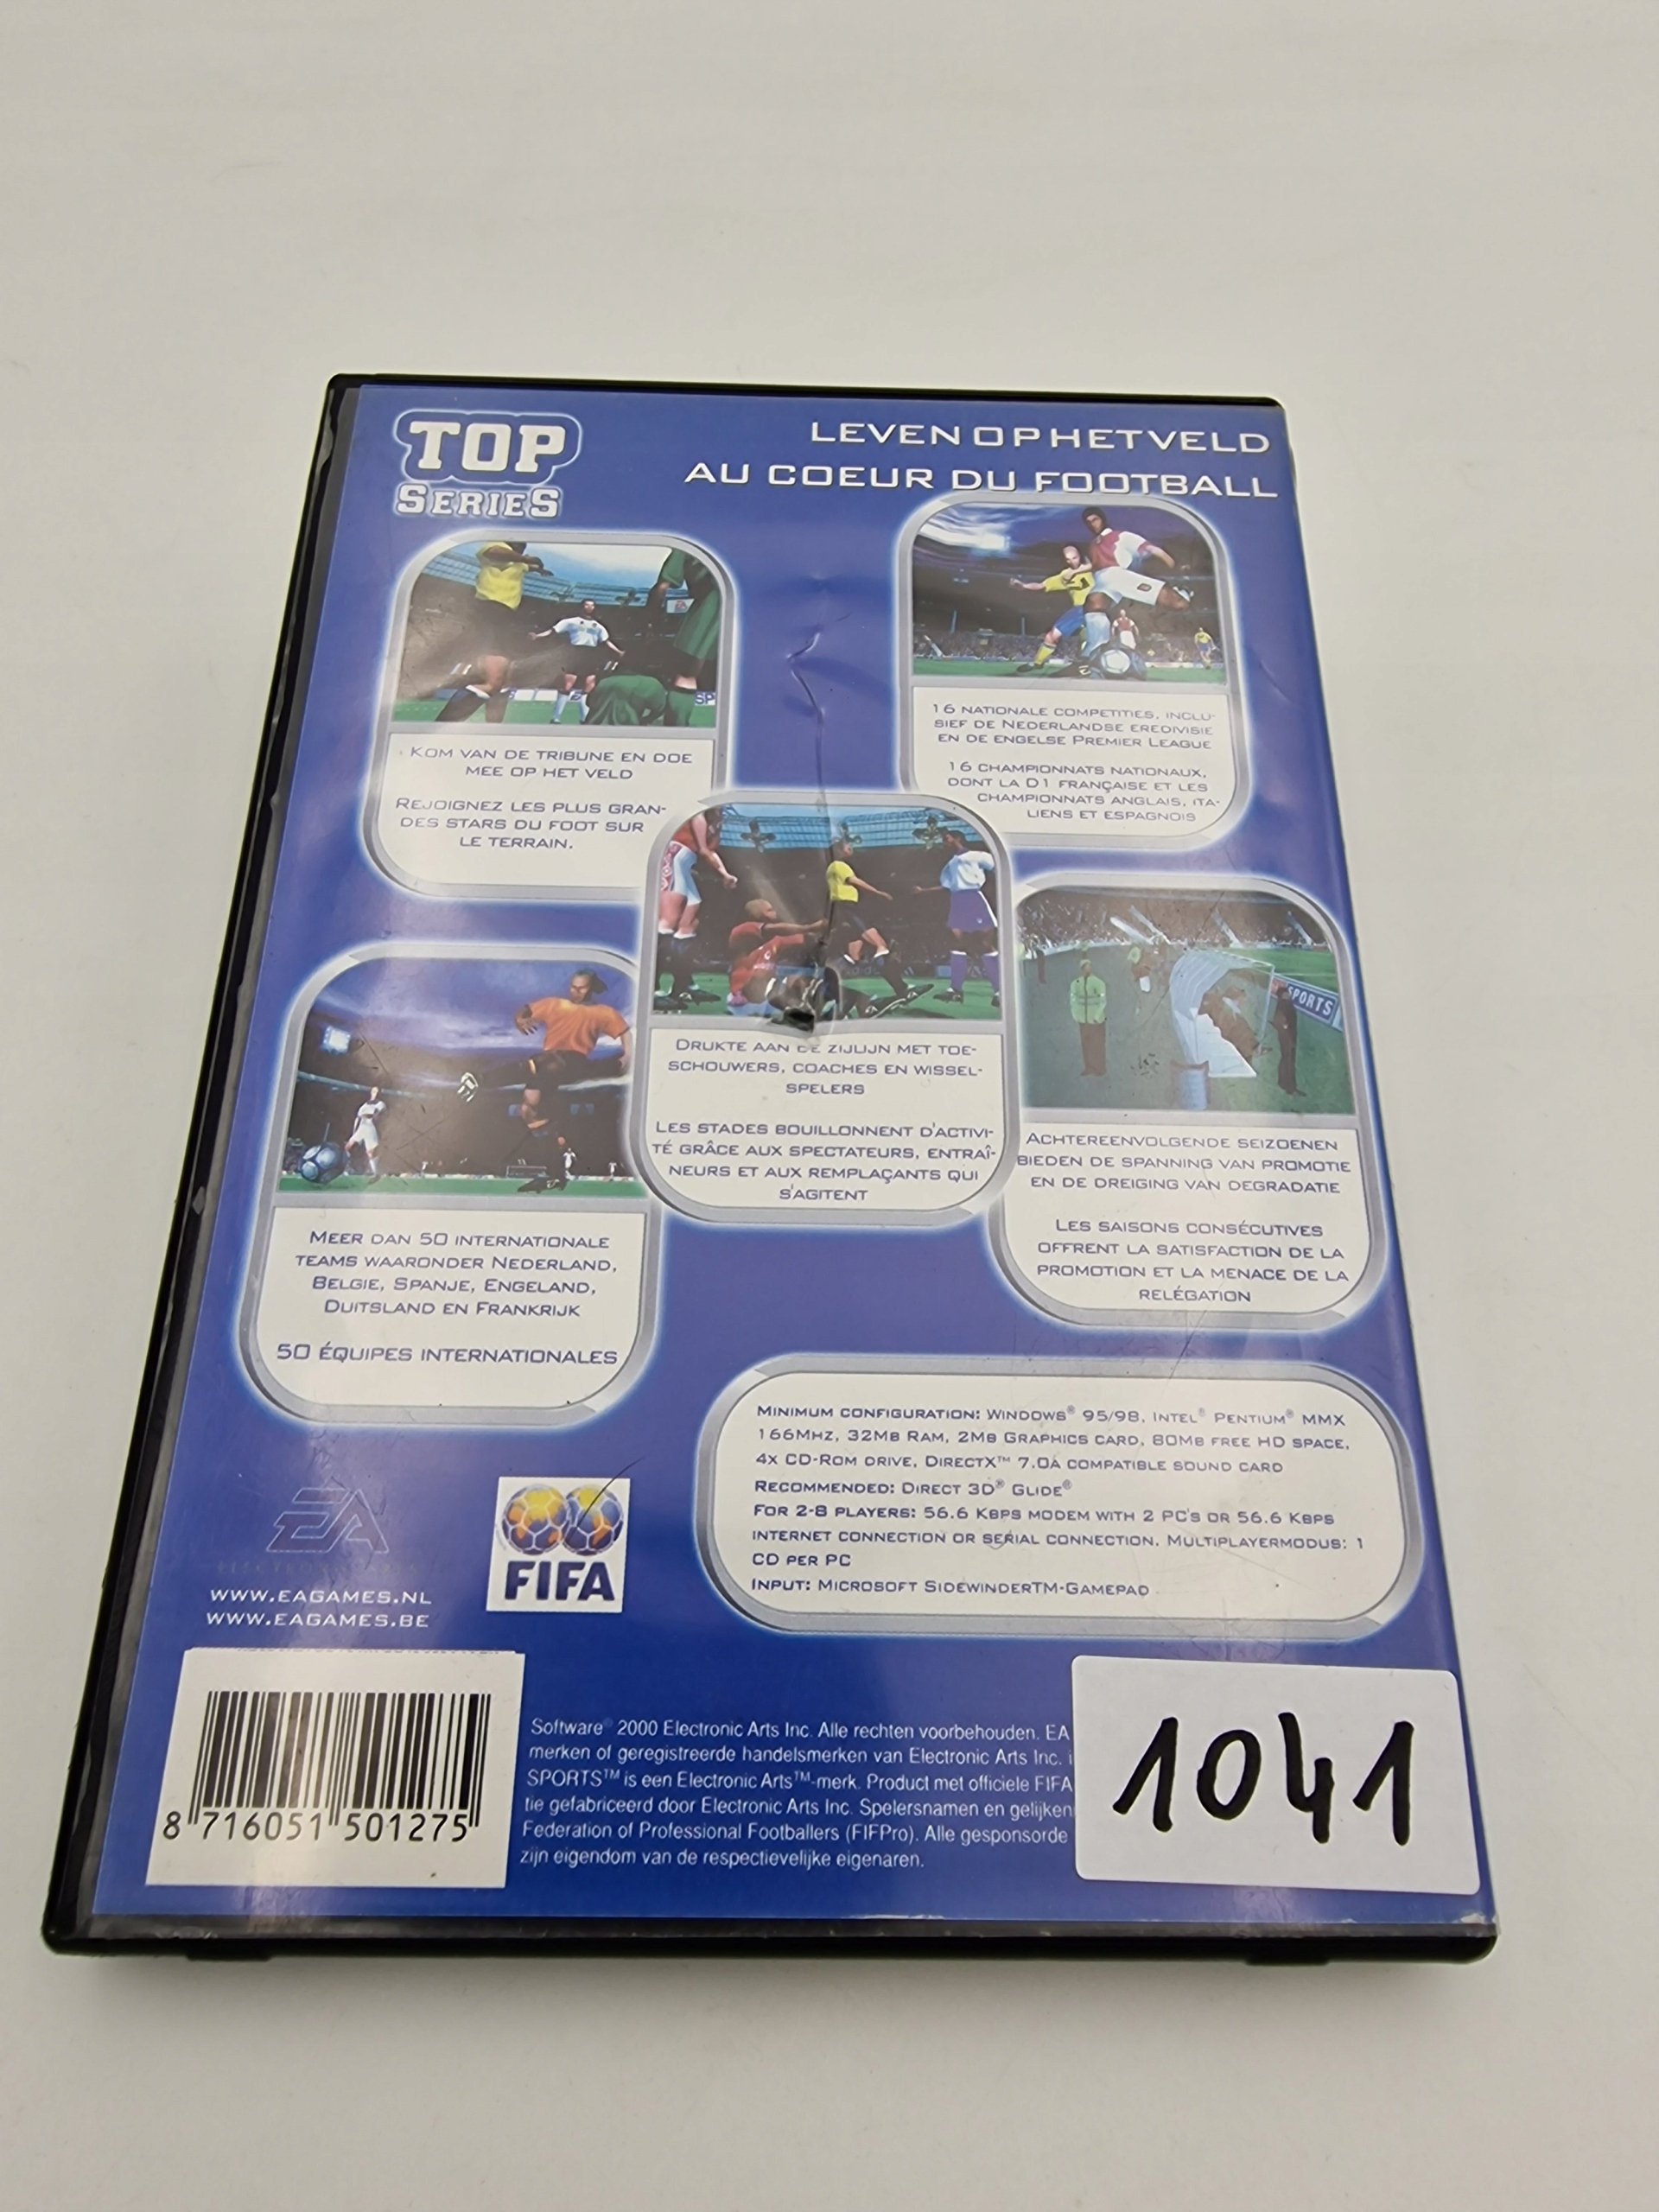 TOP
SERIES
LEVEN OP HET VELD
AU COEUR DU FOOTBALL
KOM VAN DE TRIBUNE EN DOE
MEE OP HET VELD
REJOIGNEZ LES PLUS GRAN-
DES STARS DU FOOT SUR
LE TERRAIN.
16 NATIONALE COMPETITIES, INCLU-
SIEF DE NEDERLANDSE EREDIVISIE
EN DE ENGELSE PREMIER LEAGUE
16 CHAMPIONNATS NATIONAUX,
DONT LA D1 FRANÇAISE ET LES
CHAMPIONNATS ANGLAIS, ITA-
LIENS ET ESPAGNOIS
DRUKTE AAN DE ZIJLIJN MET TOE-
SCHOUWERS, COACHES EN WISSEL-
SPELERS
LES STADES BOUILLONNENT D'ACTIVI-
TÉ GRÂCE AUX SPECTATEURS, ENTRAÎ-
NEURS ET AUX REMPLAÇANTS QUI
S'AGITENT
SPORTS
ACHTEREENVOLGENDE SEIZOENEN
BIEDEN DE SPANNING VAN PROMOTIE
EN DE DREIGING VAN DEGRADATIE
LES SAISONS CONSÉCUTIVES
OFFRENT LA SATISFACTION DE LA
PROMOTION ET LA MENACE DE LA
RELÉGATION
MEER DAN 50 INTERNATIONALE
TEAMS WAARONDER NEDERLAND,
BELGIE, SPANJE, ENGELAND,
DUITSLAND EN FRANKRIJK
50 ÉQUIPES INTERNATIONALES
MINIMUM CONFIGURATION: WINDOWS® 95/98, INTEL® PENTIUM® MMX
166MHZ, 32MB RAM, 2MB GRAPHICS CARD, 80MB FREE HD SPACE,
4X CD-ROM DRIVE, DIRECTX™ 7.0A COMPATIBLE SOUND CARD
RECOMMENDED: DIRECT 3D® GLIDE®
FOR 2-8 PLAYERS: 56.6 KBPS MODEM WITH 2 PC'S OR 56.6 KBPS
INTERNET CONNECTION OR SERIAL CONNECTION. MULTIPLAYERMODUS: 1
CD PER PC
INPUT: MICROSOFT SIDEWINDERTM-GAMEPAD
EA
FIFA
WWW.EAGAMES.NL
WWW.EAGAMES.BE
8 716051 501275
Software® 2000 Electronic Arts Inc. Alle rechten voorbehouden. EA
merken of geregistreerde handelsmerken van Electronic Arts Inc. i
SPORTS™ is een Electronic Arts™-merk. Product met officiele FIFA
tie gefabriceerd door Electronic Arts Inc. Spelersnamen en gelijken
Federation of Professional Footballers (FIFPro). Alle gesponsorde
zijn eigendom van de respectievelijke eigenaren.
1041